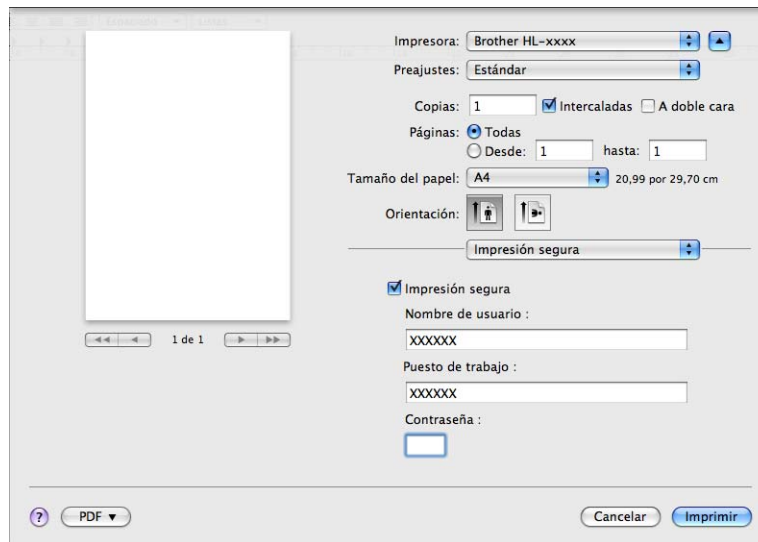 Impresora: Brother HL-xxxx
Preajustes: Estándar
Copias: 1 Intercaladas A doble cara
Páginas: Todas
Desde: 1 hasta: 1
Tamaño del papel: A4 20,99 por 29,70 cm
Orientación:
Impresión segura
Impresión segura
Nombre de usuario :
XXXXXX
Puesto de trabajo :
XXXXXX
Contraseña :
1 de 1
? PDF Cancelar Imprimir